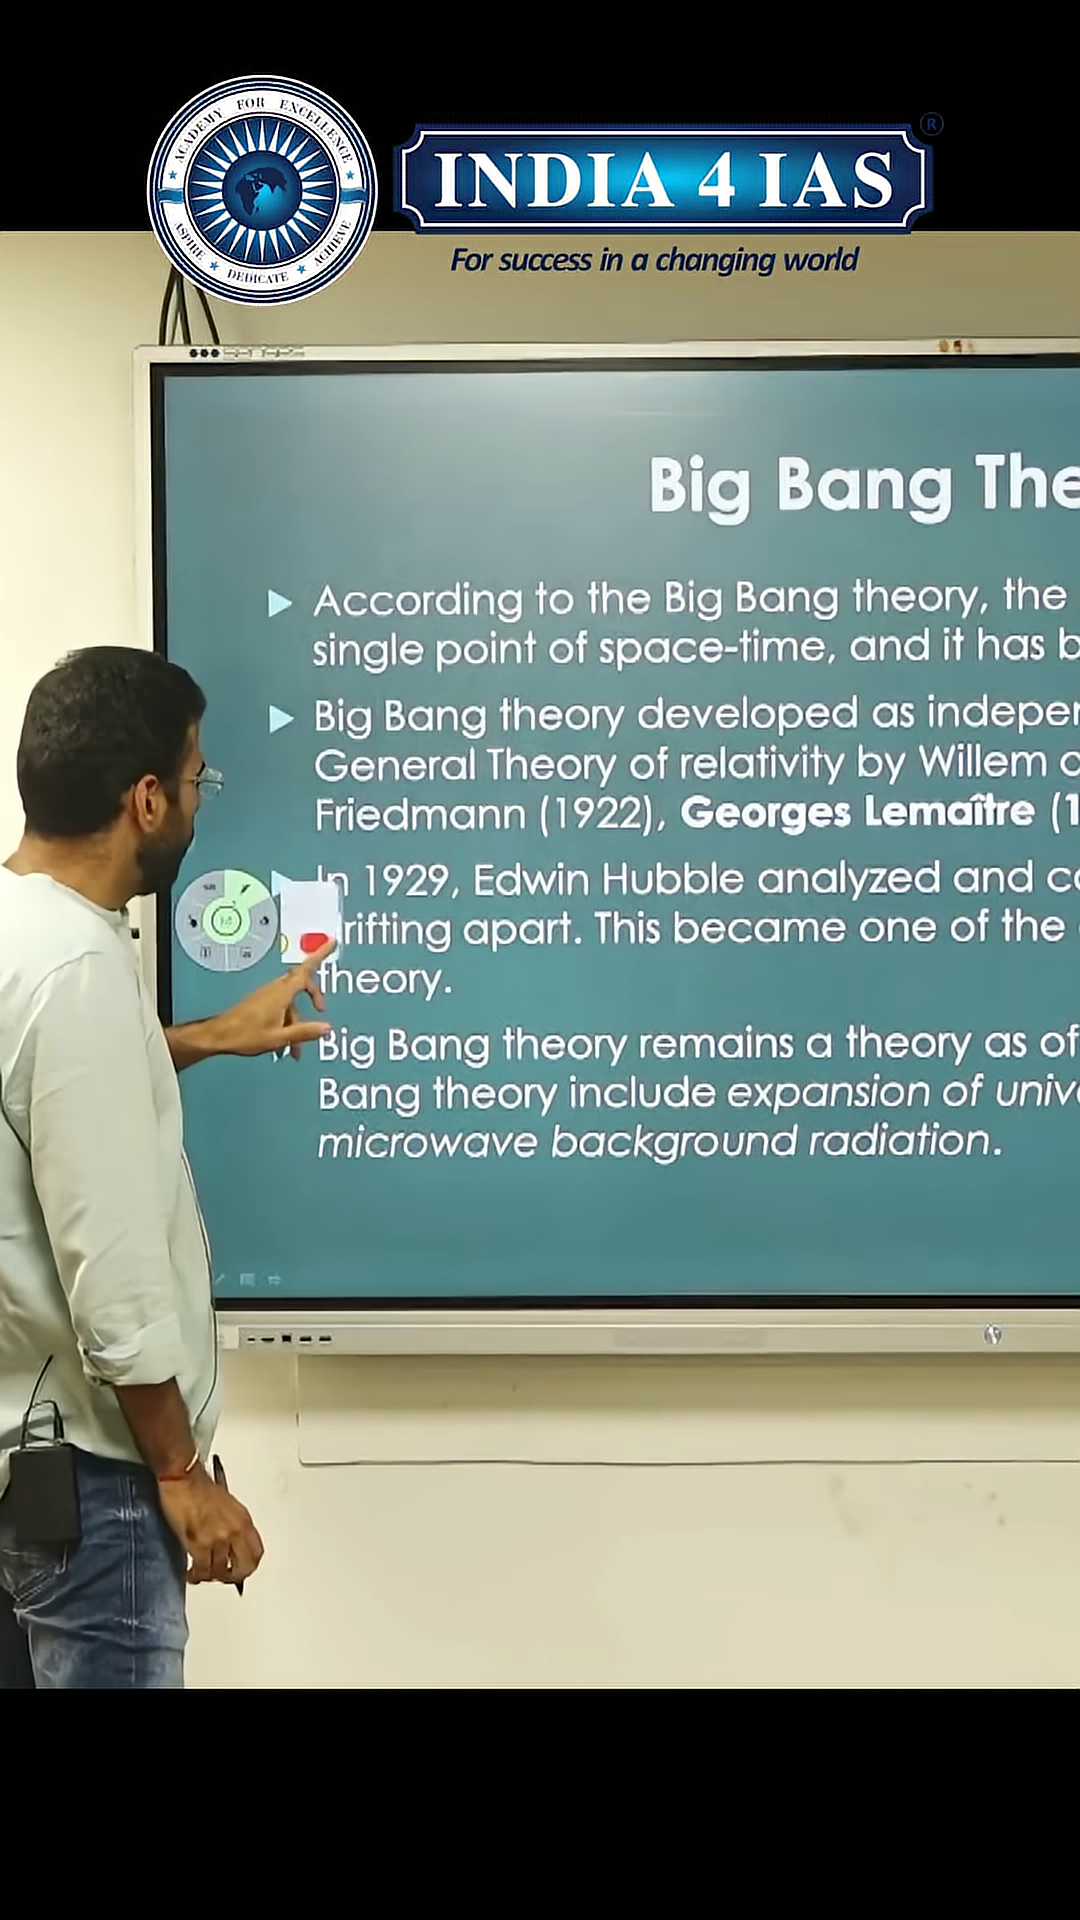 ACADEMY FOR EXCELLENCE
ASPIRE DEDICATE ACHIEVE
INDIA 4 IAS
®
For success in a changing world
Big Bang The
According to the Big Bang theory, the
single point of space-time, and it has b
Big Bang theory developed as indepen
General Theory of relativity by Willem
Friedmann (1922), Georges Lemaître (1
In 1929, Edwin Hubble analyzed and co
rifting apart. This became one of the
theory.
Big Bang theory remains a theory as of
Bang theory include expansion of unive
microwave background radiation.